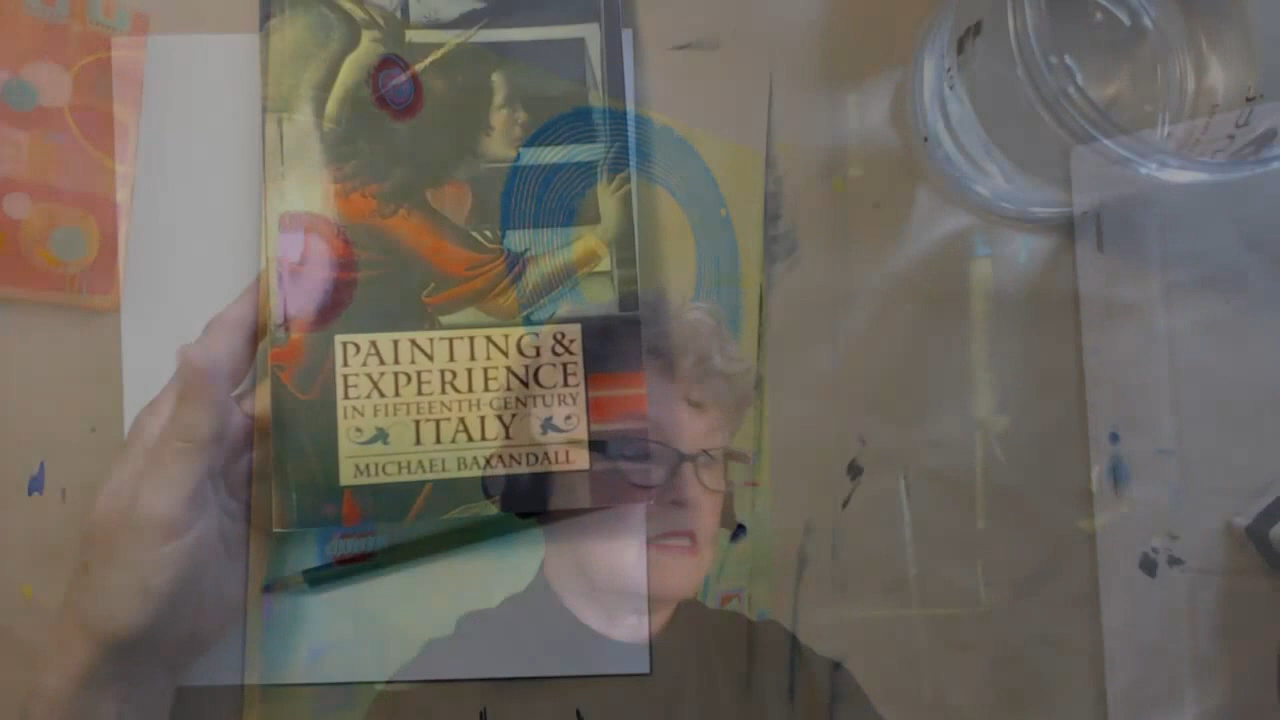 PAINTING &
EXPERIENCE
IN FIFTEENTH-CENTURY
ITALY
MICHAEL BAXANDALL